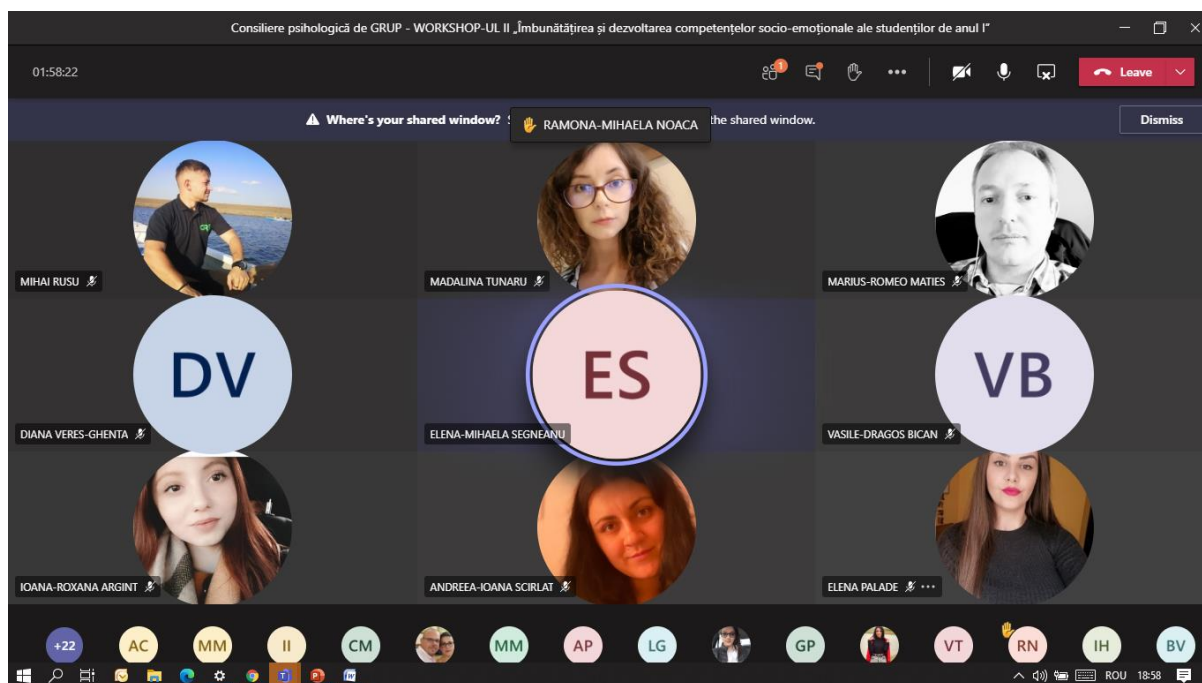 Consiliere psihologică de GRUP - WORKSHOP-UL II „Îmbunătățirea și dezvoltarea competențelor socio-emoționale ale studenților de anul I"
01:58:22
1
Leave
Where's your shared window?
RAMONA-MIHAELA NOACA
the shared window.
Dismiss
MIHAI RUSU
MADALINA TUNARU
MARIUS-ROMEO MATIES
DV
ES
VB
DIANA VERES-GHENTA
ELENA-MIHAELA SEGNEANU
VASILE-DRAGOS BICAN
IOANA-ROXANA ARGINT
ANDREEA-IOANA SCIRLAT
ELENA PALADE
+22
AC
MM
II
CM
MM
AP
LG
GP
VT
RN
IH
BV
ROU
18:58